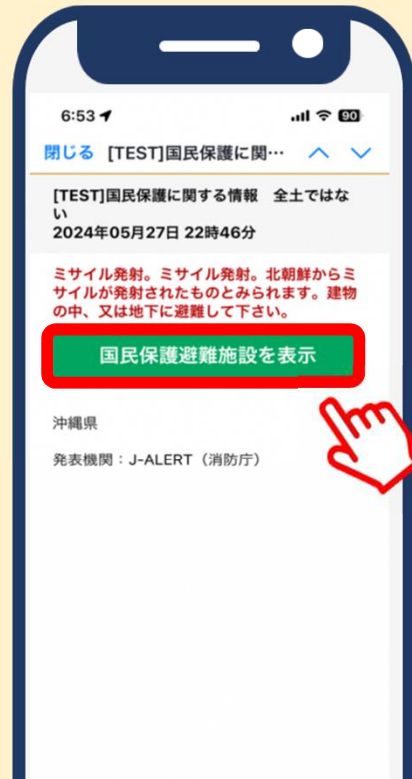 6:53
90
閉じる [TEST]国民保護に関…
[TEST]国民保護に関する情報 全土ではな
い
2024年05月27日 22時46分
ミサイル発射。ミサイル発射。北朝鮮からミ
サイルが発射されたものとみられます。建物
の中、又は地下に避難して下さい。
国民保護避難施設を表示
沖縄県
発表機関：J-ALERT（消防庁）